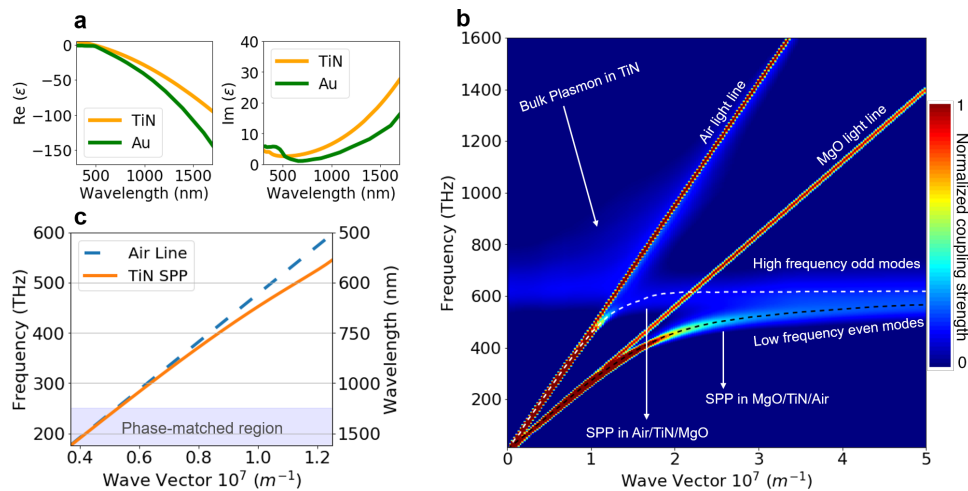 a
Re (ε)
0
−50
−100
−150
TiN
Au
500
1000
1500
Wavelength (nm)
Im (ε)
40
30
20
10
0
TiN
Au
500
1000
1500
Wavelength (nm)
c
Frequency (THz)
600
500
400
300
200
Air Line
TiN SPP
Phase-matched region
500
600
750
1000
1500
Wavelength (nm)
0.4
0.6
0.8
1.0
1.2
Wave Vector 10⁷ (m⁻¹)
b
Frequency (THz)
1600
1400
1200
1000
800
600
400
200
0
Bulk Plasmon in TiN
Air light line
MgO light line
High frequency odd modes
Low frequency even modes
SPP in MgO/TiN/Air
SPP in Air/TiN/MgO
0
1
2
3
4
5
Wave Vector 10⁷ (m⁻¹)
1
0
Normalized coupling strength